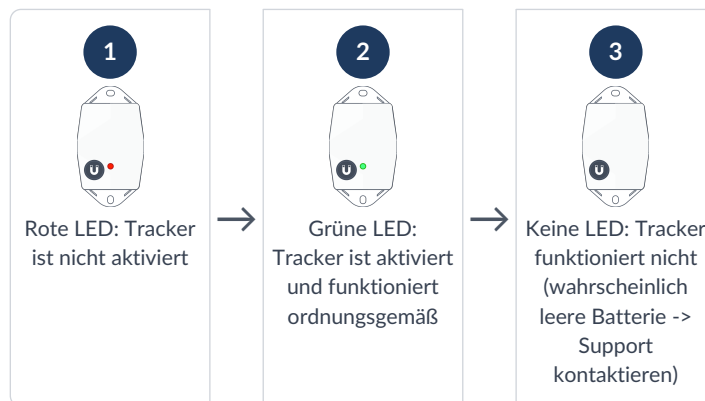 1
Rote LED: Tracker
ist nicht aktiviert
2
Grüne LED:
Tracker ist aktiviert
und funktioniert
ordnungsgemäß
3
Keine LED: Tracker
funktioniert nicht
(wahrscheinlich
leere Batterie ->
Support
kontaktieren)